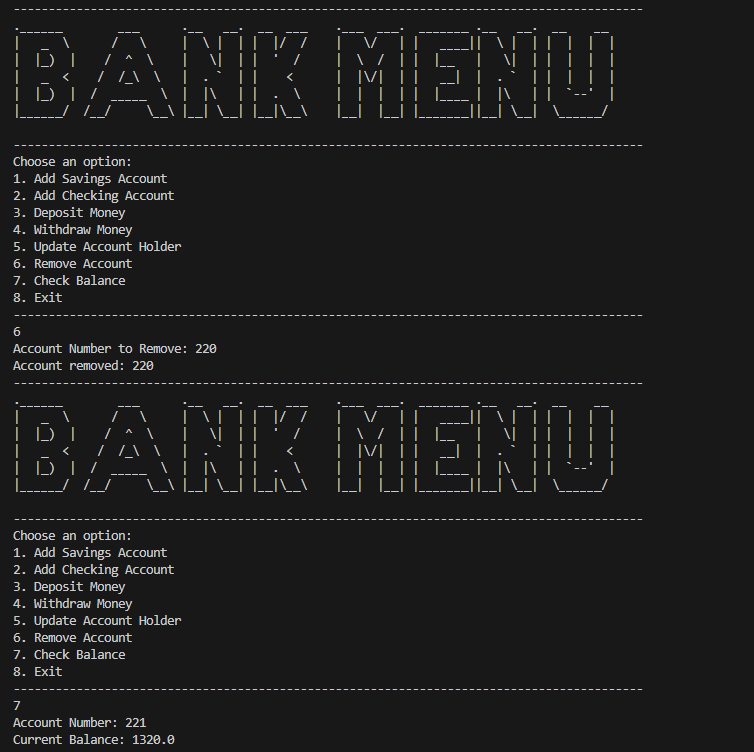 ------------------------------------------------------------------------------------------
BANK MENU
------------------------------------------------------------------------------------------
Choose an option:
1. Add Savings Account
2. Add Checking Account
3. Deposit Money
4. Withdraw Money
5. Update Account Holder
6. Remove Account
7. Check Balance
8. Exit
------------------------------------------------------------------------------------------
6
Account Number to Remove: 220
Account removed: 220
------------------------------------------------------------------------------------------
BANK MENU
------------------------------------------------------------------------------------------
Choose an option:
1. Add Savings Account
2. Add Checking Account
3. Deposit Money
4. Withdraw Money
5. Update Account Holder
6. Remove Account
7. Check Balance
8. Exit
------------------------------------------------------------------------------------------
7
Account Number: 221
Current Balance: 1320.0